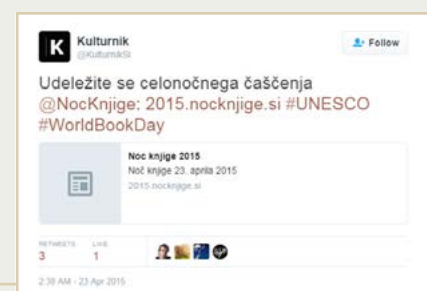 Kulturnik
@KulturnikSi
Follow
Udeležite se celonočnega čaščenja
@NocKnjige: 2015.nocknjige.si #UNESCO
#WorldBookDay
Noc knjige 2015
Noč knjige 23. aprila 2015
2015.nocknjige.si
RETWEETS LIKE
3 1
2:38 AM - 23 Apr 2015